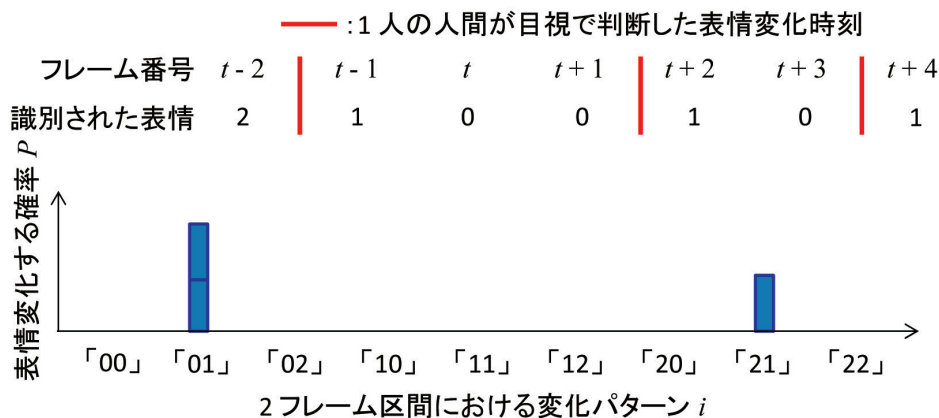 :1人の人間が目視で判断した表情変化時刻
フレーム番号 t - 2 t - 1 t t + 1 t + 2 t + 3 t + 4
識別された表情 2 1 0 0 1 0 1
表情変化する確率 P
「00」 「01」 「02」 「10」 「11」 「12」 「20」 「21」 「22」
2フレーム区間における変化パターン i